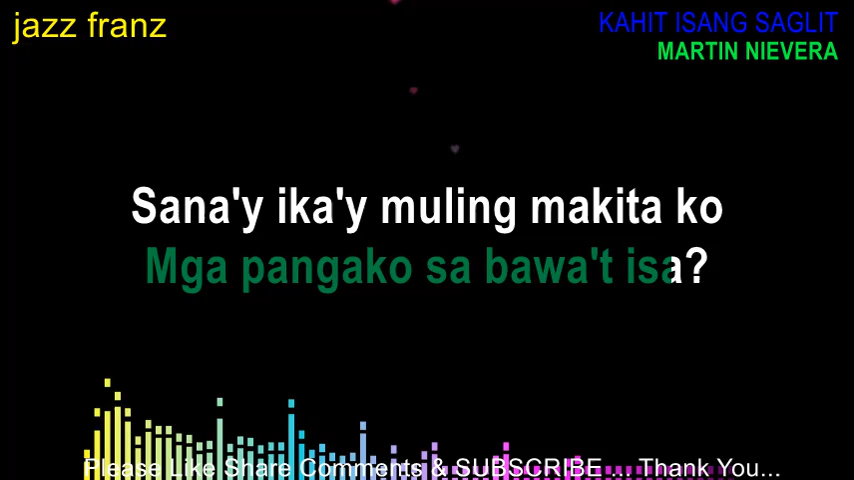 jazz franz
KAHIT ISANG SAGLIT
MARTIN NIEVERA
Sana'y ika'y muling makita ko
Mga pangako sa bawa't isa?
Please Like Share Comments & SUBSCRIBE ... Thank You...